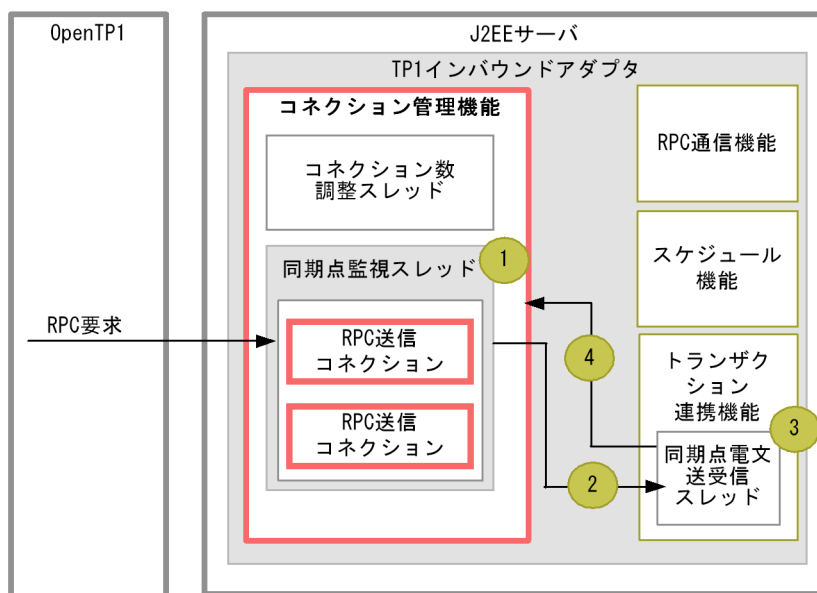 OpenTP1
J2EEサーバ
TP1インバウンドアダプタ
コネクション管理機能
コネクション数
調整スレッド
同期点監視スレッド
1
RPC要求
RPC送信
コネクション
RPC送信
コネクション
RPC通信機能
スケジュール
機能
4
トランザク
ション
連携機能
3
同期点電文
送受信
スレッド
2